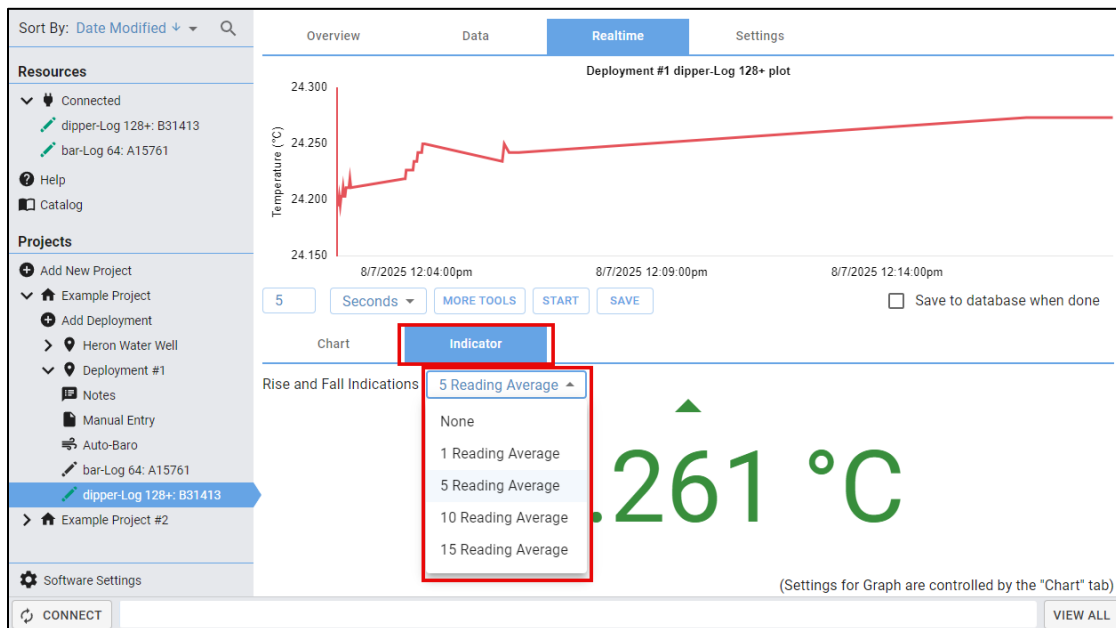 Sort By: Date Modified
Resources
Connected
dipper-Log 128+: B31413
bar-Log 64: A15761
Help
Catalog
Projects
Add New Project
Example Project
Add Deployment
Heron Water Well
Deployment #1
Notes
Manual Entry
Auto-Baro
bar-Log 64: A15761
dipper-Log 128+: B31413
Example Project #2
Software Settings
CONNECT
Overview Data Realtime Settings
Deployment #1 dipper-Log 128+ plot
Temperature (°C)
24.300
24.250
24.200
24.150
8/7/2025 12:04:00pm 8/7/2025 12:09:00pm 8/7/2025 12:14:00pm
5 Seconds MORE TOOLS START SAVE Save to database when done
Chart Indicator
Rise and Fall Indications 5 Reading Average
None
1 Reading Average
5 Reading Average
10 Reading Average
15 Reading Average
.261 °C
(Settings for Graph are controlled by the "Chart" tab)
VIEW ALL